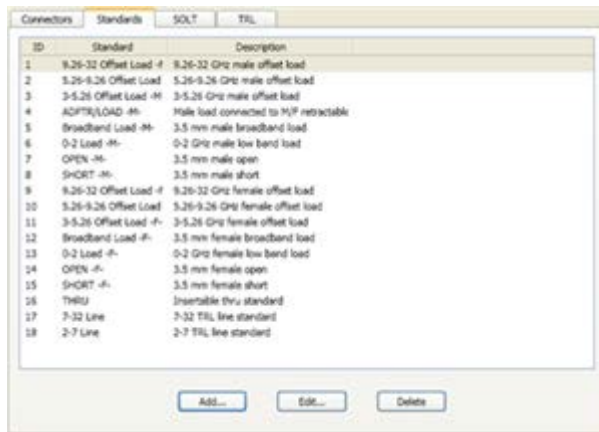 Connectors Standards SOLT TRL
ID Standard Description
1 9.26-32 Offset Load -F 9.26-32 GHz male offset load
2 5.26-9.26 Offset Load 5.26-9.26 GHz male offset load
3 3-5.26 Offset Load -M 3-5.26 GHz male offset load
4 ADPTR/LOAD -M- Male load connected to M/F retractable
5 Broadband Load -M- 3.5 mm male broadband load
6 0-2 Load -M- 0-2 GHz male low band load
7 OPEN -M- 3.5 mm male open
8 SHORT -M- 3.5 mm male short
9 9.26-32 Offset Load -F 9.26-32 GHz female offset load
10 5.26-9.26 Offset Load 5.26-9.26 GHz female offset load
11 3-5.26 Offset Load -F- 3-5.26 GHz female offset load
12 Broadband Load -F- 3.5 mm female broadband load
13 0-2 Load -F- 0-2 GHz female low band load
14 OPEN -F- 3.5 mm female open
15 SHORT -F- 3.5 mm female short
16 THRU Insertable thru standard
17 7-32 Line 7-32 TRL line standard
18 2-7 Line 2-7 TRL line standard
Add... Edit... Delete